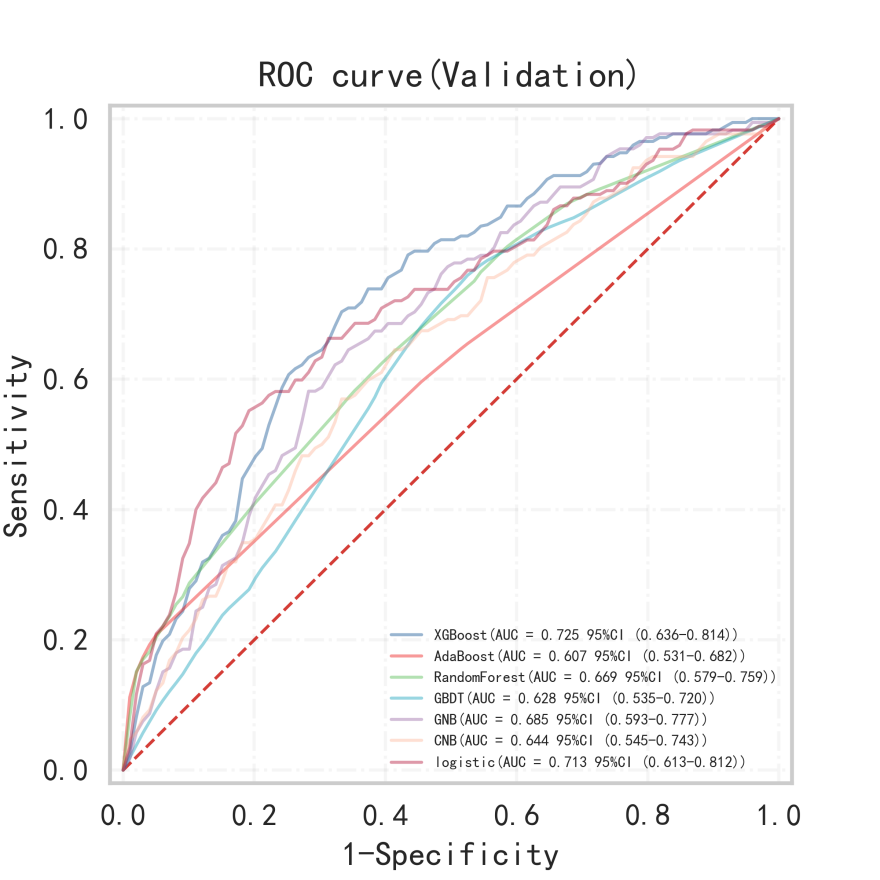 ROC curve(Validation)
1.0
0.8
0.6
0.4
0.2
0.0
Sensitivity
XGBoost(AUC = 0.725 95%CI (0.636-0.814))
AdaBoost(AUC = 0.607 95%CI (0.531-0.682))
RandomForest(AUC = 0.669 95%CI (0.579-0.759))
GBDT(AUC = 0.628 95%CI (0.535-0.720))
GNB(AUC = 0.685 95%CI (0.593-0.777))
CNB(AUC = 0.644 95%CI (0.545-0.743))
logistic(AUC = 0.713 95%CI (0.613-0.812))
0.0 0.2 0.4 0.6 0.8 1.0
1-Specificity